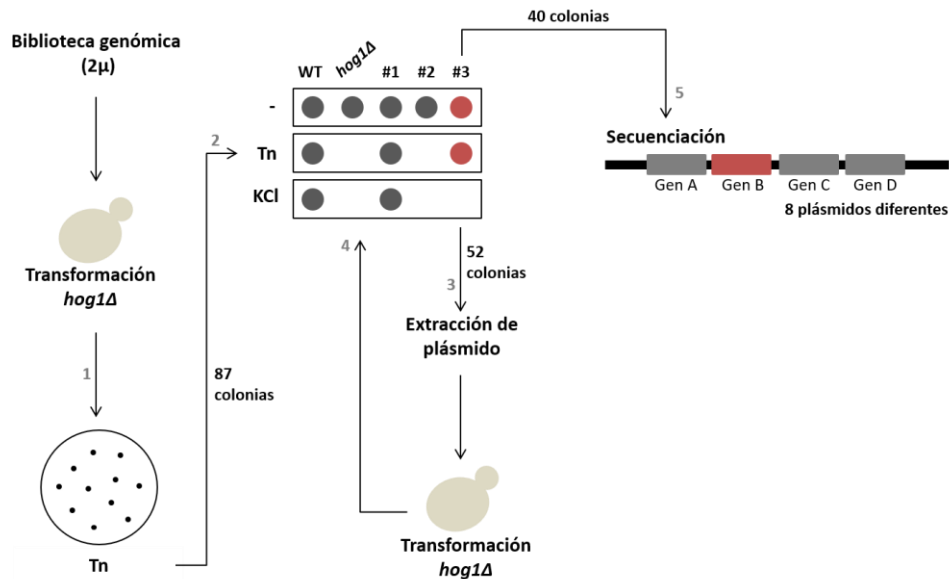 Biblioteca genómica
(2μ)
Transformación
hog1Δ
1
Tn
87
colonias
2
WT
hog1Δ
#1
#2
#3
-
Tn
KCl
4
3
52
colonias
Extracción de
plásmido
Transformación
hog1Δ
40 colonias
5
Secuenciación
Gen A
Gen B
Gen C
Gen D
8 plásmidos diferentes